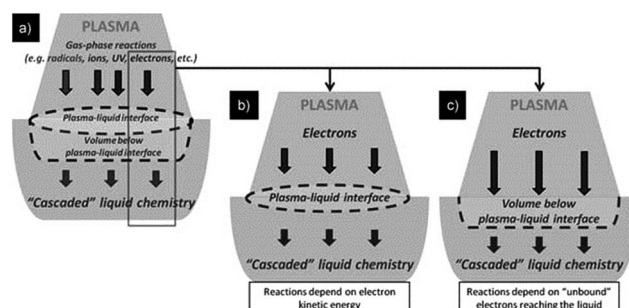 a)
PLASMA
Gas-phase reactions
(e.g. radicals, ions, UV, electrons, etc.)
Plasma-liquid interface
Volume below
plasma-liquid interface
“Cascaded” liquid chemistry
b)
PLASMA
Electrons
Plasma-liquid interface
“Cascaded” liquid chemistry
Reactions depend on electron
kinetic energy
c)
PLASMA
Electrons
Volume below
plasma-liquid interface
“Cascaded” liquid chemistry
Reactions depend on “unbound”
electrons reaching the liquid